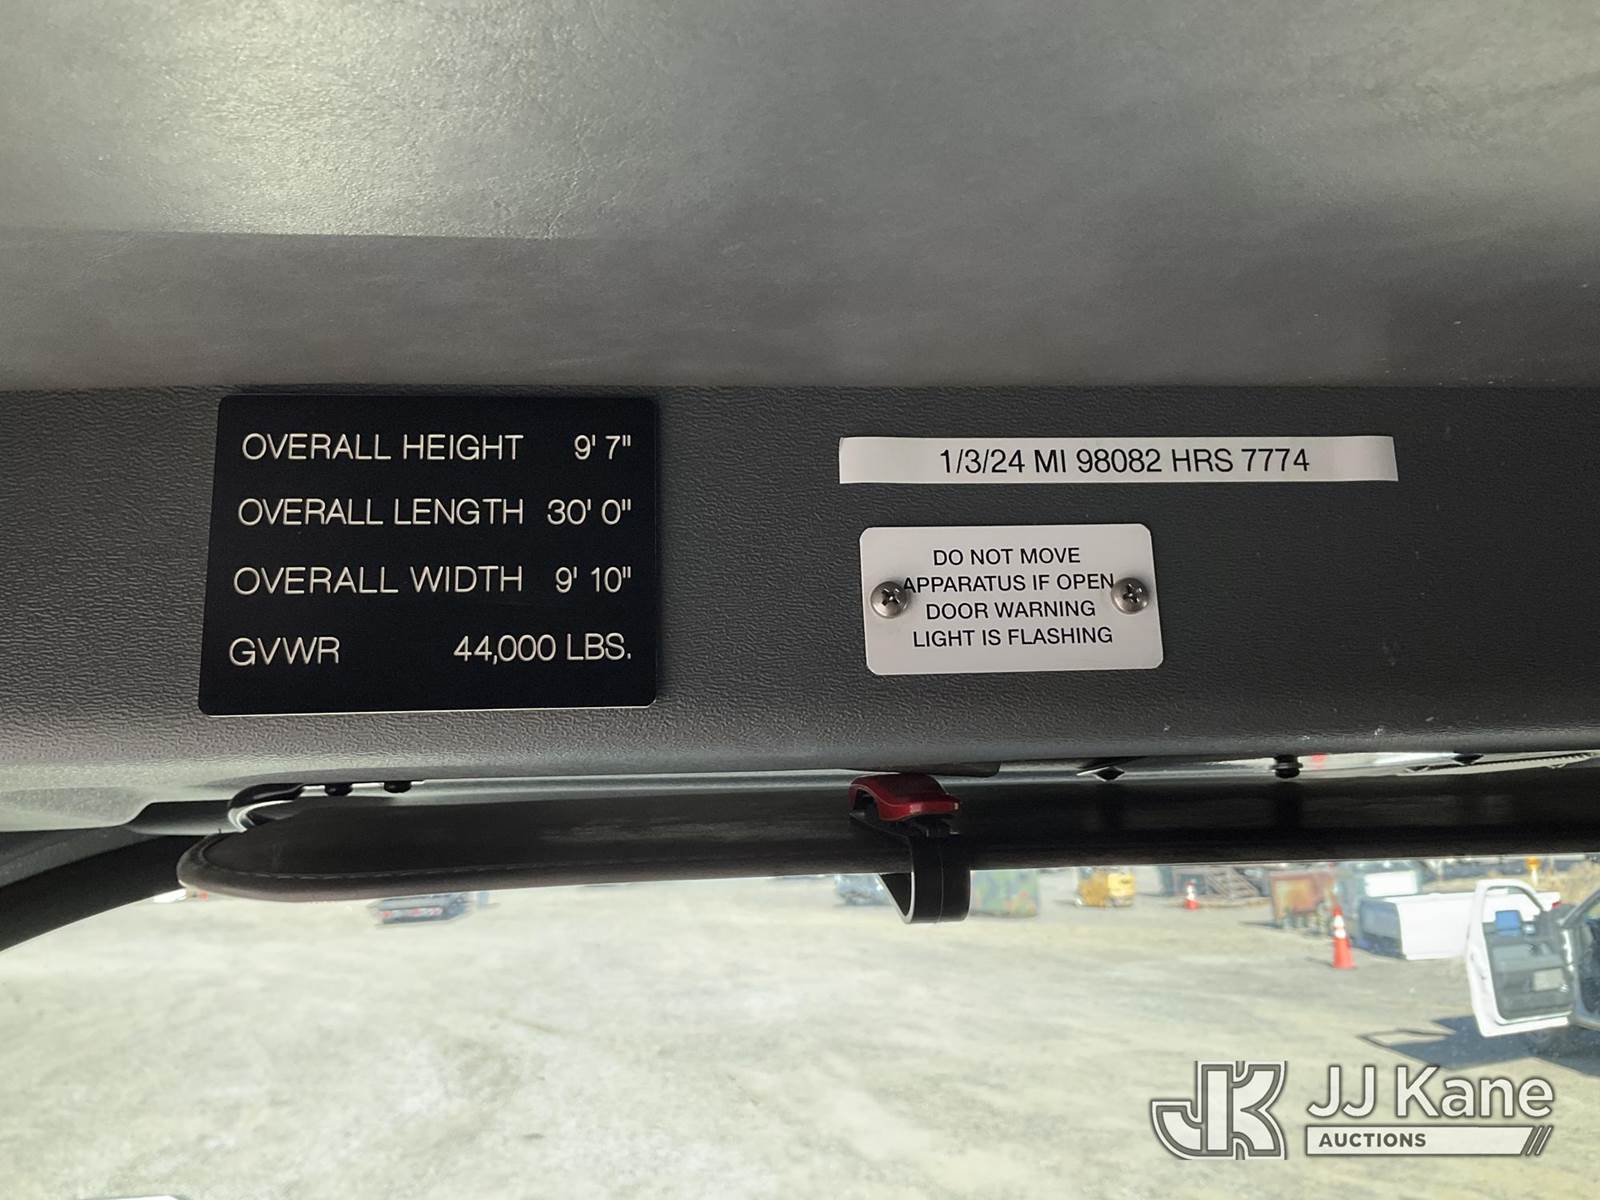 OVERALL HEIGHT 9' 7"
OVERALL LENGTH 30' 0"
OVERALL WIDTH 9' 10"
GVWR 44,000 LBS.
1/3/24 MI 98082 HRS 7774
DO NOT MOVE
APPARATUS IF OPEN
DOOR WARNING
LIGHT IS FLASHING
JK
JJ Kane
AUCTIONS